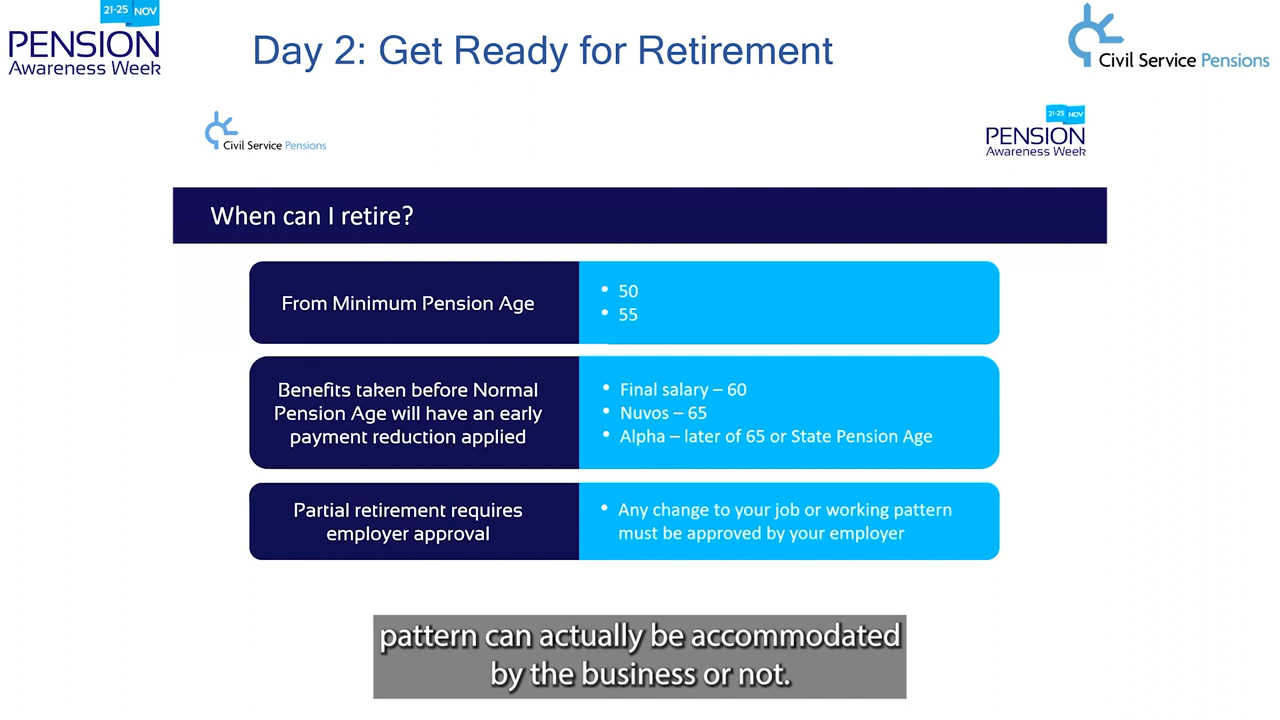 21-25 NOV
PENSION
Awareness Week
Day 2: Get Ready for Retirement
Civil Service Pensions
Civil Service Pensions
21-25 NOV
PENSION
Awareness Week
When can I retire?
From Minimum Pension Age
• 50
• 55
Benefits taken before Normal
Pension Age will have an early
payment reduction applied
• Final salary – 60
• Nuvos – 65
• Alpha – later of 65 or State Pension Age
Partial retirement requires
employer approval
• Any change to your job or working pattern
must be approved by your employer
pattern can actually be accommodated
by the business or not.